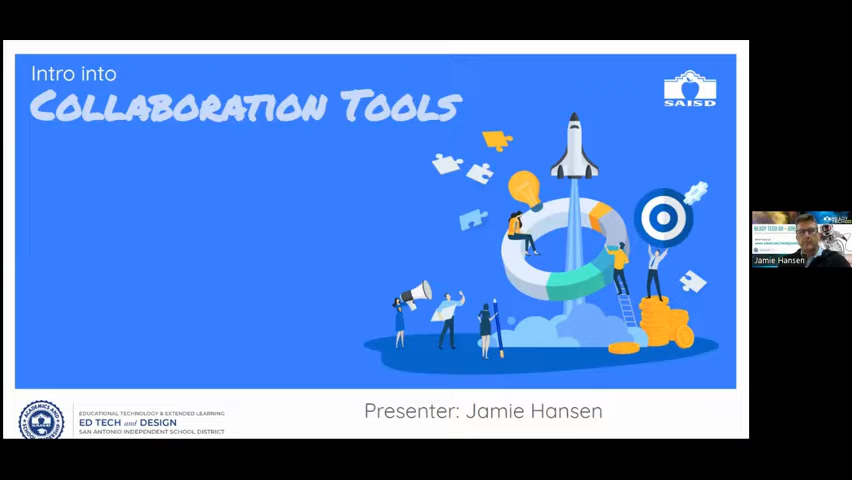 Intro into
COLLABORATION TOOLS
SAISD
Jamie Hansen
EDUCATIONAL TECHNOLOGY & EXTENDED LEARNING
ED TECH and DESIGN
SAN ANTONIO INDEPENDENT SCHOOL DISTRICT
Presenter: Jamie Hansen